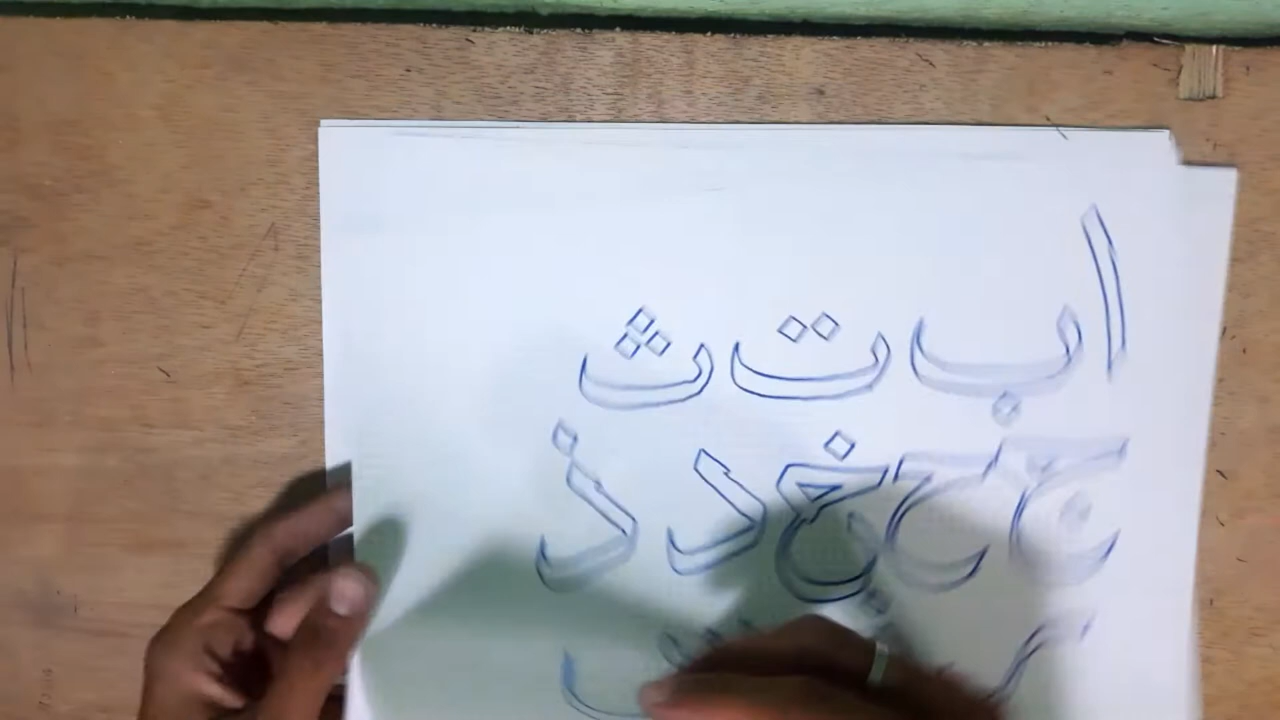 ا ب ت ث
ج ح خ د ذ